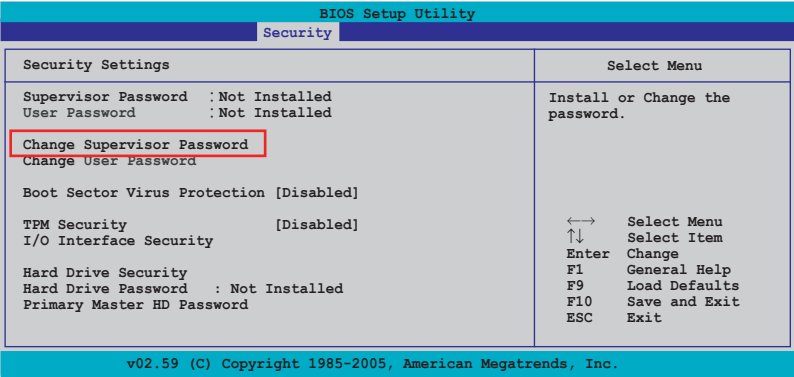 BIOS Setup Utility
Security
Security Settings
Supervisor Password : Not Installed
User Password : Not Installed
Change Supervisor Password
Change User Password
Boot Sector Virus Protection [Disabled]
TPM Security [Disabled]
I/O Interface Security
Hard Drive Security
Hard Drive Password : Not Installed
Primary Master HD Password
Select Menu
Install or Change the
password.
←→ Select Menu
↑↓ Select Item
Enter Change
F1 General Help
F9 Load Defaults
F10 Save and Exit
ESC Exit
v02.59 (C) Copyright 1985-2005, American Megatrends, Inc.